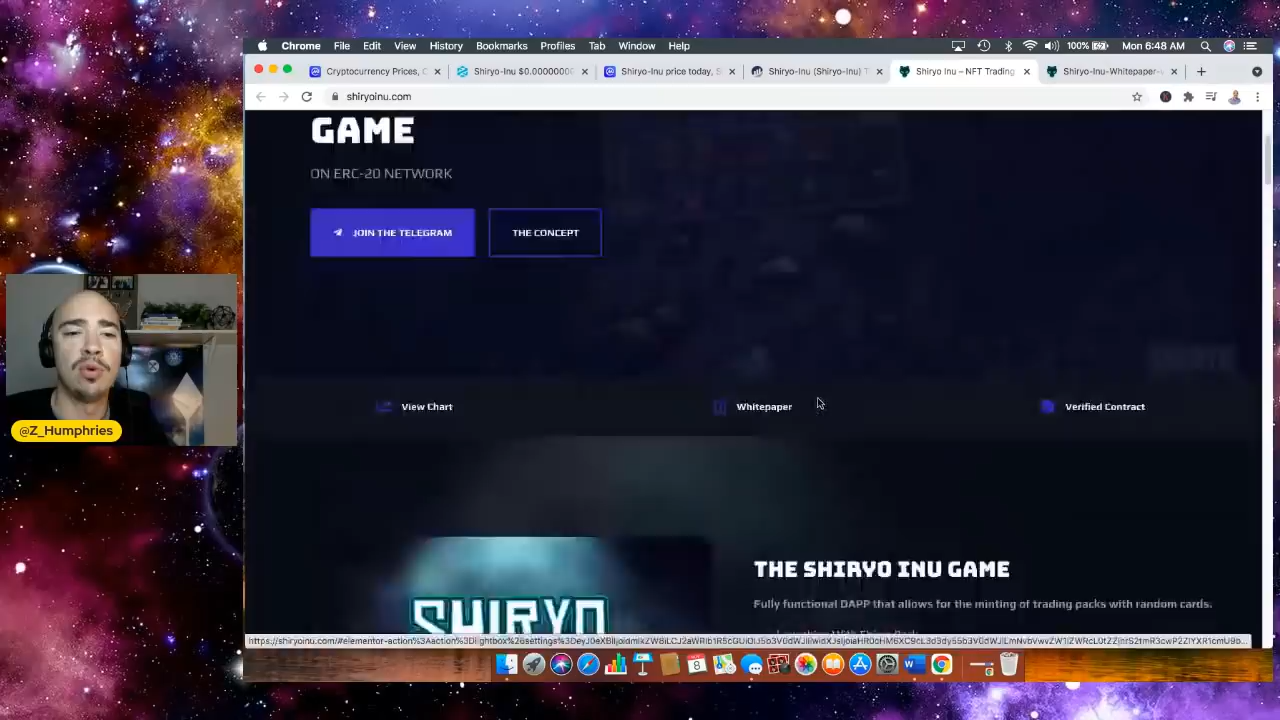 Chrome File Edit View History Bookmarks Profiles Tab Window Help 100% Mon 6:48 AM
Cryptocurrency Prices, C Shiryo-Inu $0.0000000R Shiryo-Inu price today, S Shiryo-Inu (Shiryo-Inu) T Shiryo Inu – NFT Trading Shiryo-Inu-Whitepaper-
shiryoinu.com
GAME
ON ERC-20 NETWORK
JOIN THE TELEGRAM THE CONCEPT
View Chart Whitepaper Verified Contract
@Z_Humphries
THE SHIRYO INU GAME
Fully functional DAPP that allows for the minting of trading packs with random cards.
SHIRYO